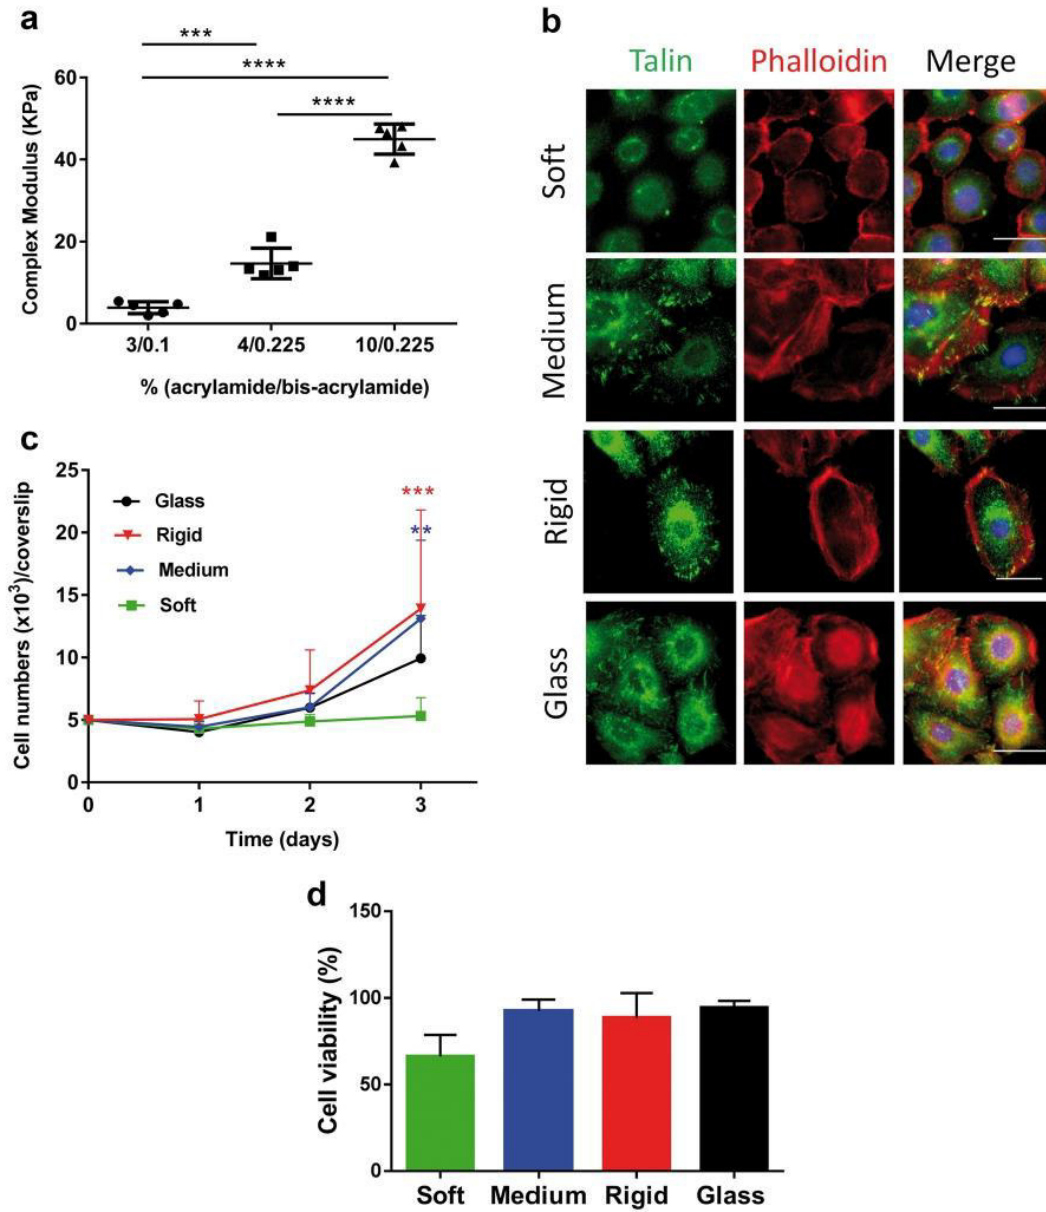 a
***
****
****
60
40
20
0
Complex Modulus (KPa)
3/0.1 4/0.225 10/0.225
% (acrylamide/bis-acrylamide)
b
Talin Phalloidin Merge
Soft
Medium
Rigid
Glass
c
25
20
15
10
5
0
Cell numbers (x10³)/coverslip
Glass
Rigid
Medium
Soft
***
**
0 1 2 3
Time (days)
d
150
100
50
0
Cell viability (%)
Soft Medium Rigid Glass